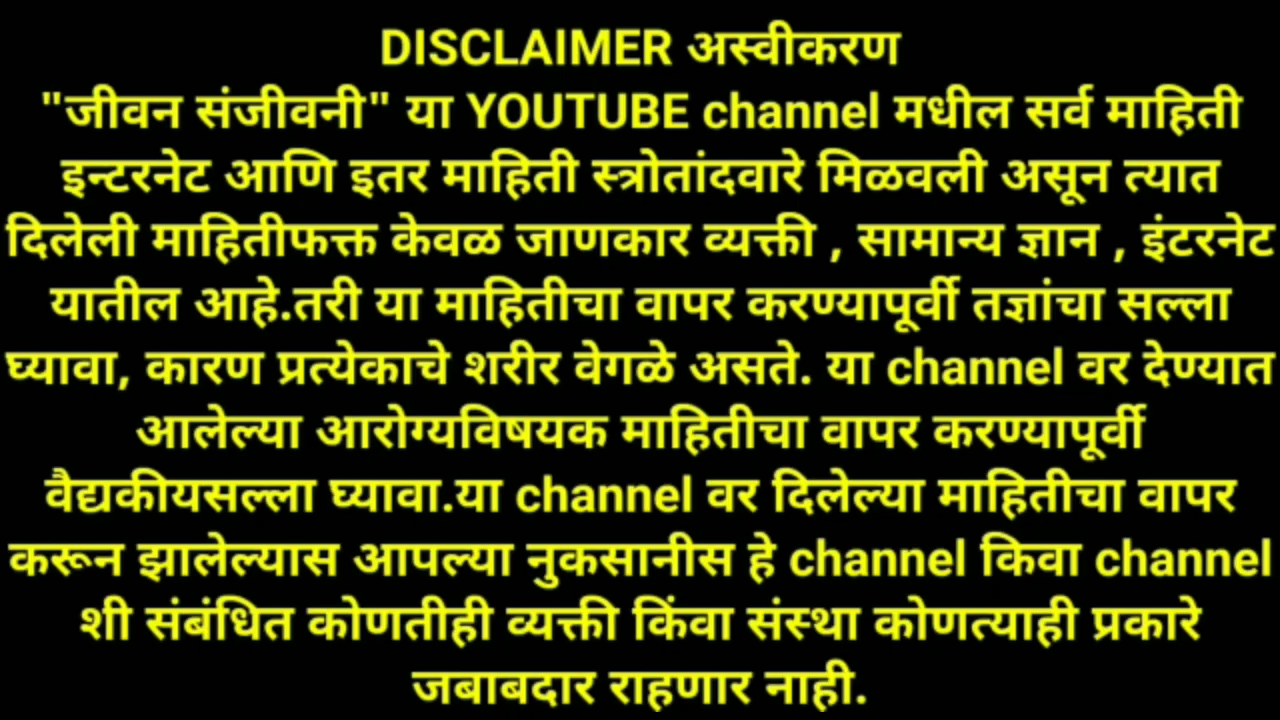 DISCLAIMER अस्वीकरण
"जीवन संजीवनी" या YOUTUBE channel मधील सर्व माहिती
इन्टरनेट आणि इतर माहिती स्त्रोतांदवारे मिळवली असून त्यात
दिलेली माहितीफक्त केवळ जाणकार व्यक्ती , सामान्य ज्ञान , इंटरनेट
यातील आहे.तरी या माहितीचा वापर करण्यापूर्वी तज्ञांचा सल्ला
घ्यावा, कारण प्रत्येकाचे शरीर वेगळे असते. या channel वर देण्यात
आलेल्या आरोग्यविषयक माहितीचा वापर करण्यापूर्वी
वैद्यकीयसल्ला घ्यावा.या channel वर दिलेल्या माहितीचा वापर
करून झालेल्यास आपल्या नुकसानीस हे channel किवा channel
शी संबंधित कोणतीही व्यक्ती किंवा संस्था कोणत्याही प्रकारे
जबाबदार राहणार नाही.